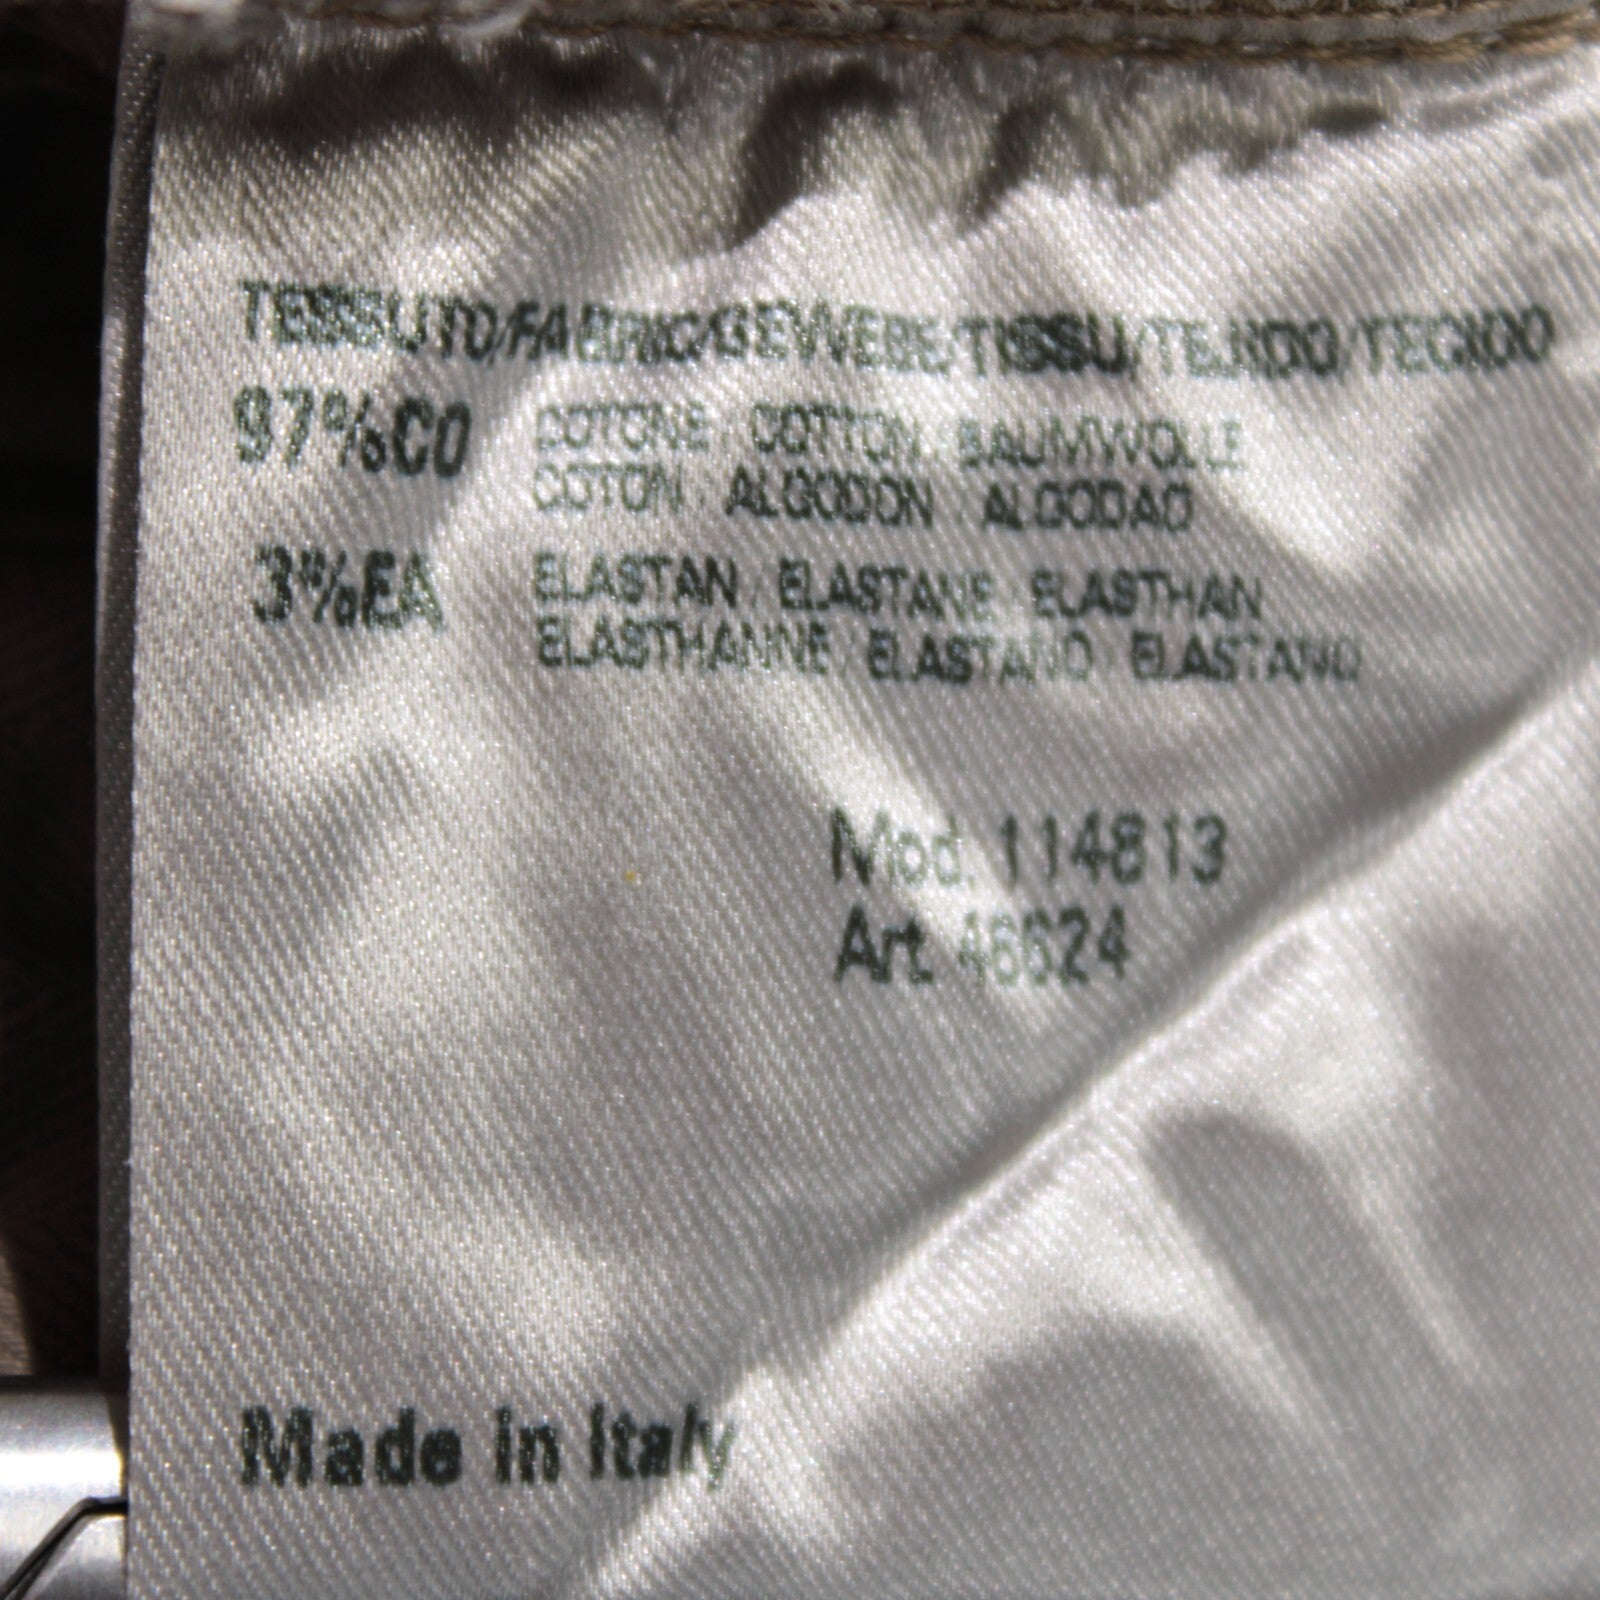 TESSUTO/FABRIC/GEWEBE/TISSU/TEJIDO/TECIDO
97%CO COTONE COTTON BAUMWOLLE
COTON ALGODON ALGODAO
3%EA ELASTAN ELASTANE ELASTHAN
ELASTHANNE ELASTANO ELASTANO
Mod. 114813
Art. 46624
Made in Italy